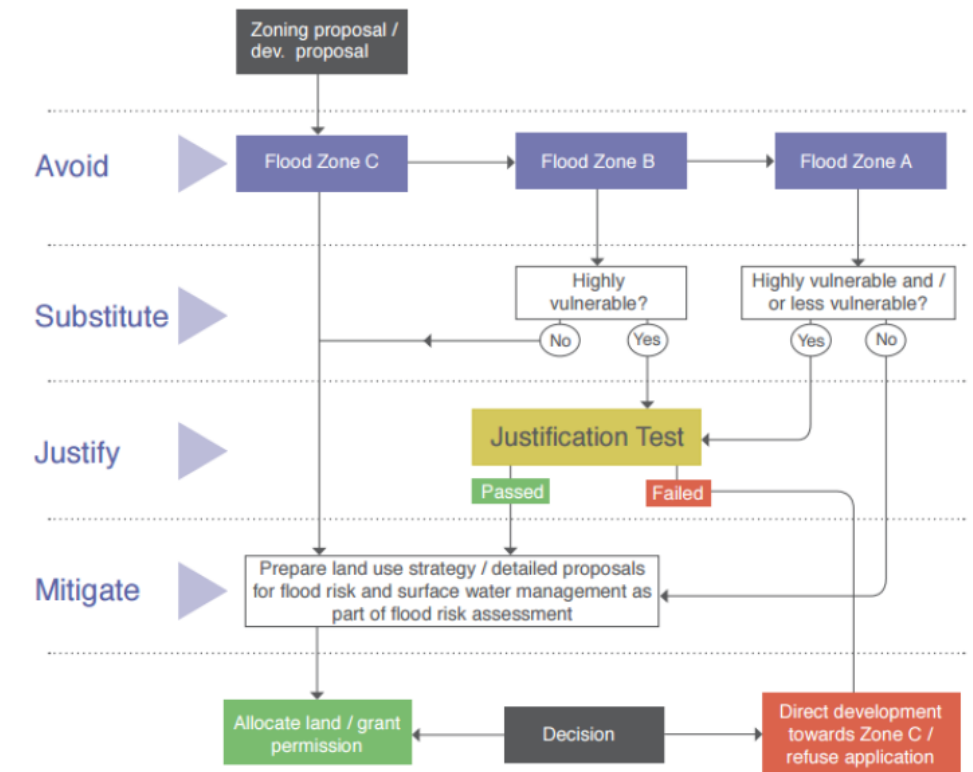 Zoning proposal /
dev. proposal
Avoid
Flood Zone C
Flood Zone B
Flood Zone A
Substitute
Highly
vulnerable?
Highly vulnerable and /
or less vulnerable?
No
Yes
Yes
No
Justify
Justification Test
Passed
Failed
Mitigate
Prepare land use strategy / detailed proposals
for flood risk and surface water management as
part of flood risk assessment
Allocate land / grant
permission
Decision
Direct development
towards Zone C /
refuse application